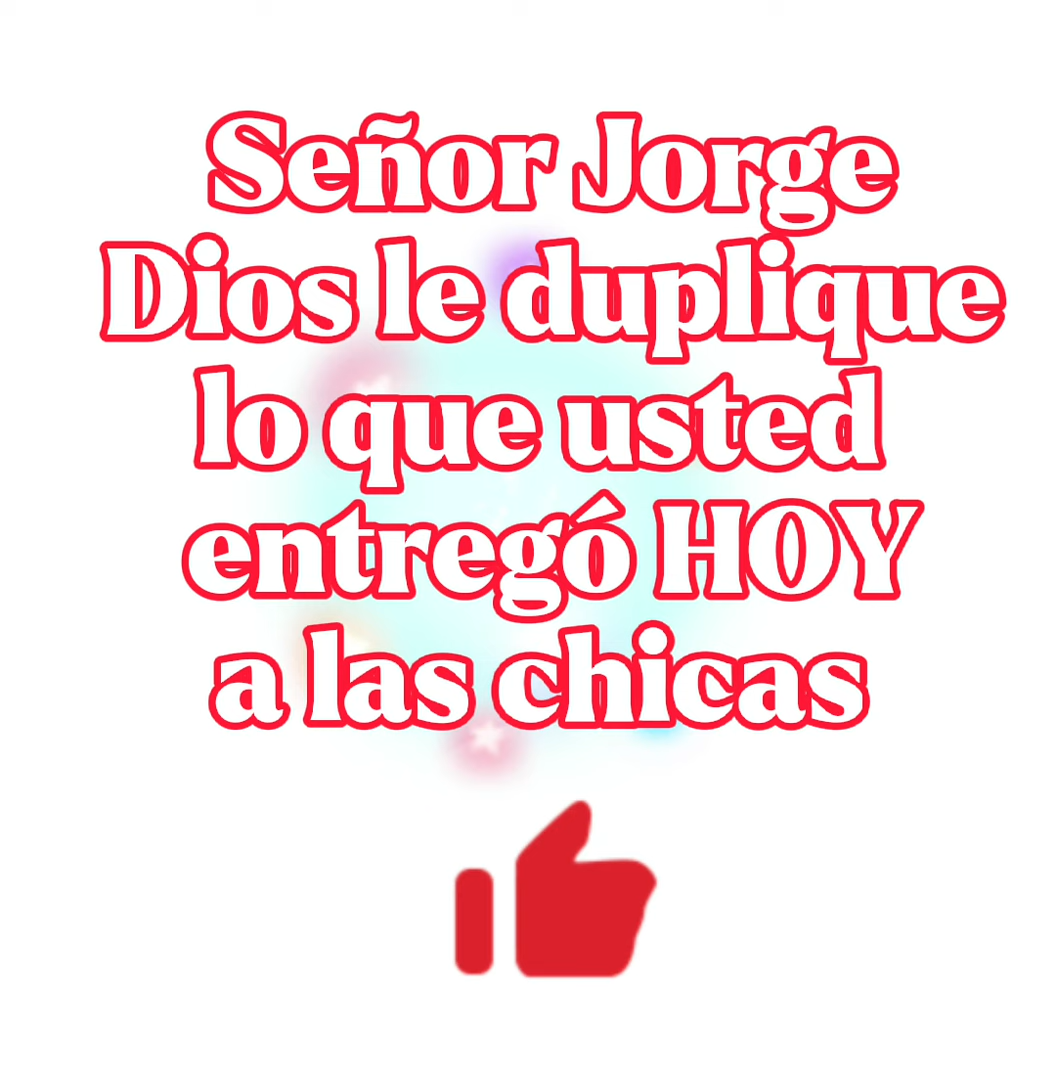 Señor Jorge
Dios le duplique
lo que usted
entregó HOY
a las chicas